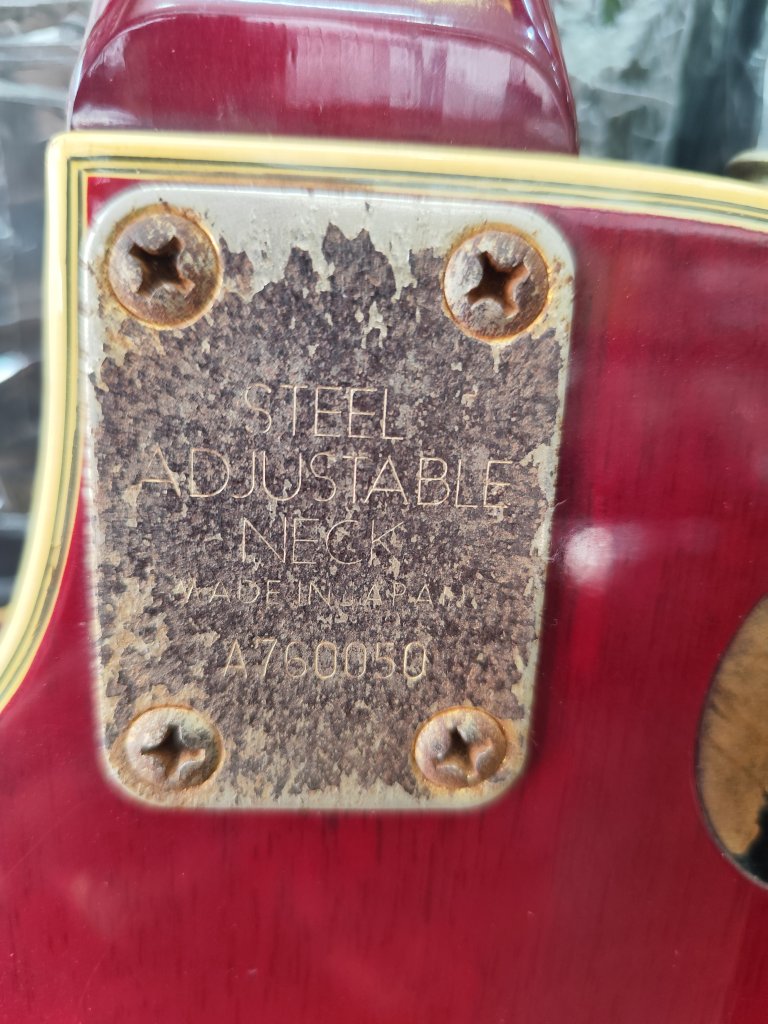 STEEL
ADJUSTABLE
NECK
MADE IN JAPAN
A760050